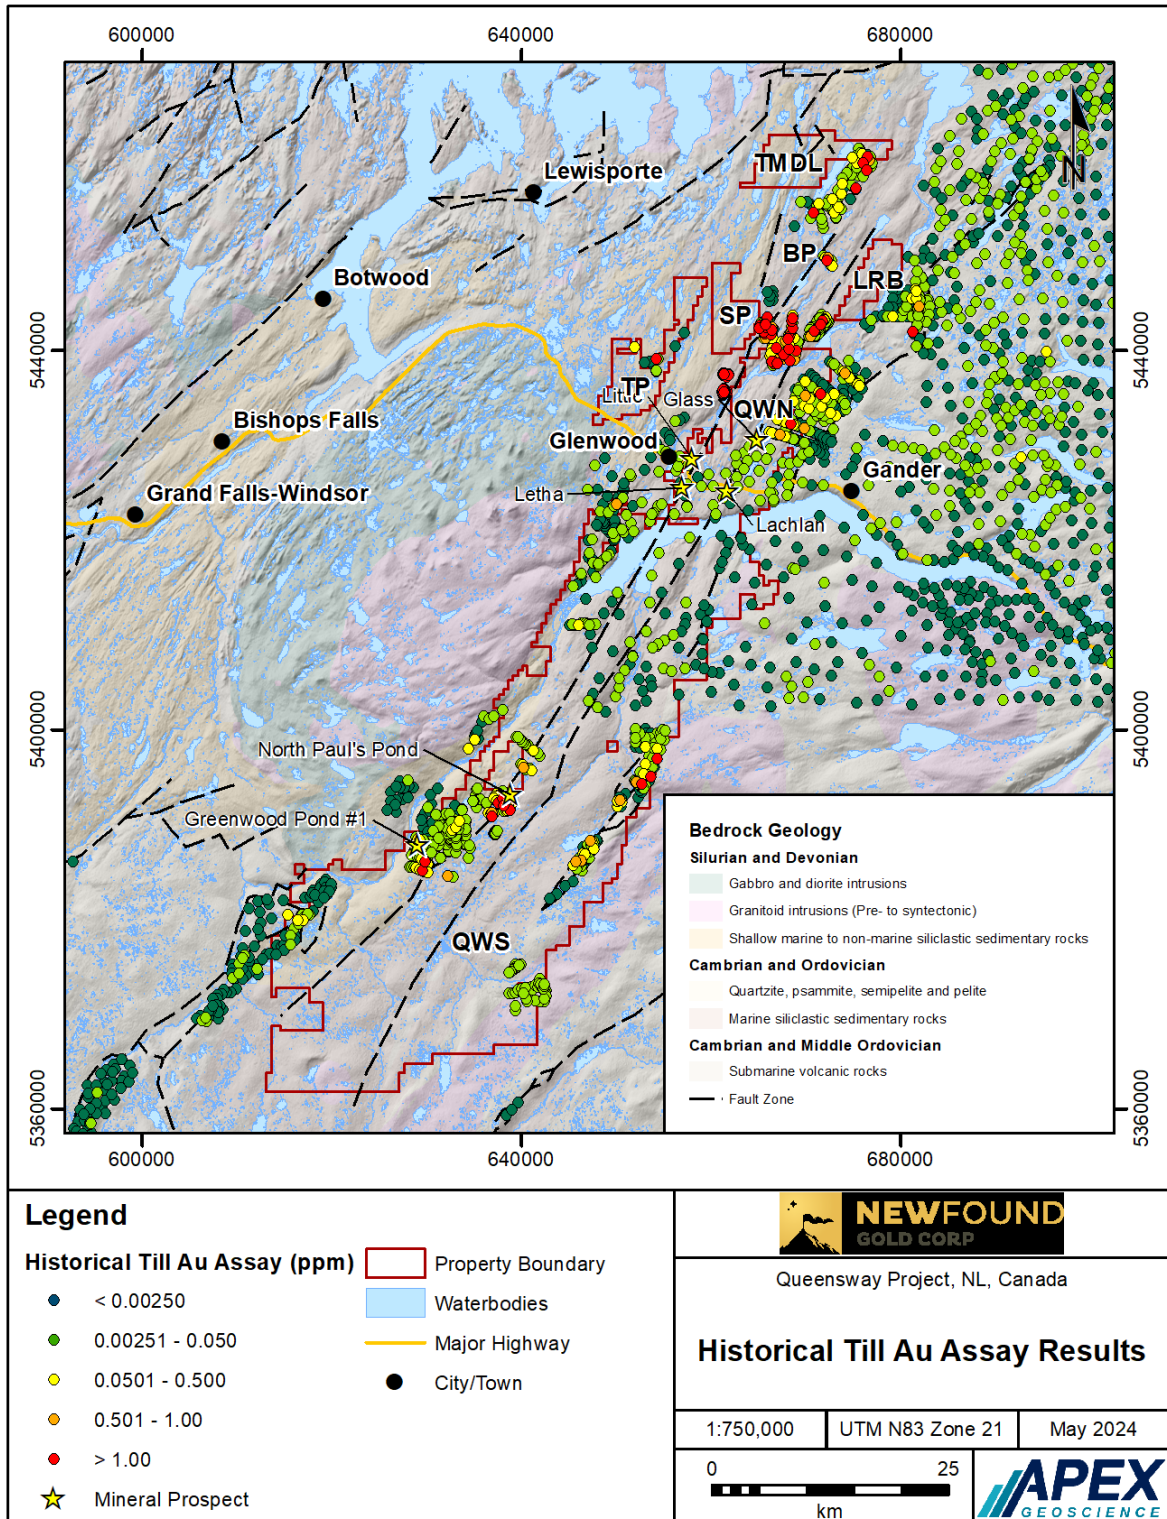 600000
640000
680000
TMDL
N
Lewisporte
BP
LRB
Botwood
SP
5440000
5440000
TP
Little
Glass
QWN
Bishops Falls
Glenwood
Gander
Grand Falls-Windsor
Letha
Lachlan
5400000
5400000
North Paul's Pond
Greenwood Pond #1
QWS
Bedrock Geology
Silurian and Devonian
Gabbro and diorite intrusions
Granitoid intrusions (Pre- to syntectonic)
Shallow marine to non-marine siliclastic sedimentary rocks
Cambrian and Ordovician
Quartzite, psammite, semipelite and pelite
Marine siliclastic sedimentary rocks
Cambrian and Middle Ordovician
Submarine volcanic rocks
Fault Zone
5360000
5360000
600000
640000
680000
Legend
Historical Till Au Assay (ppm)
< 0.00250
0.00251 - 0.050
0.0501 - 0.500
0.501 - 1.00
> 1.00
Mineral Prospect
Property Boundary
Waterbodies
Major Highway
City/Town
NEWFOUND
GOLD CORP
Queensway Project, NL, Canada
Historical Till Au Assay Results
1:750,000
UTM N83 Zone 21
May 2024
0 25
km
APEX
GEOSCIENCE